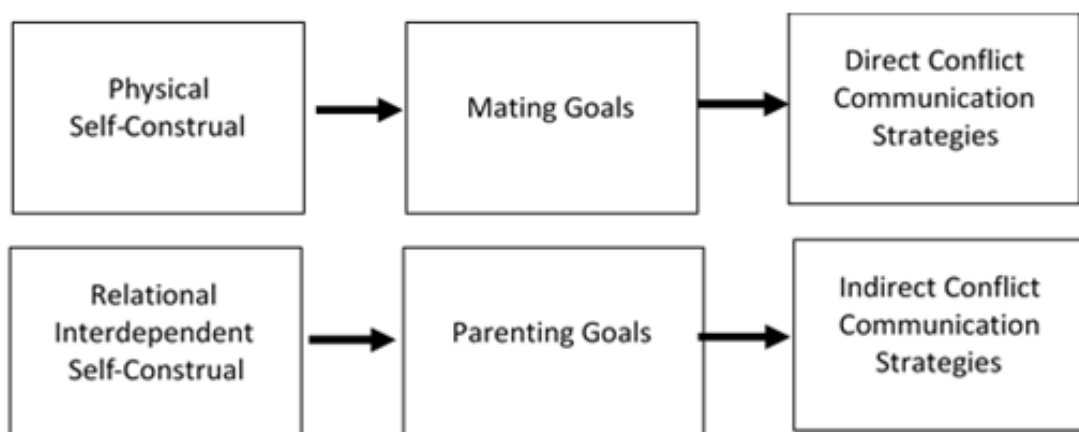 Physical
Self-Construal
Mating Goals
Direct Conflict
Communication
Strategies
Relational
Interdependent
Self-Construal
Parenting Goals
Indirect Conflict
Communication
Strategies